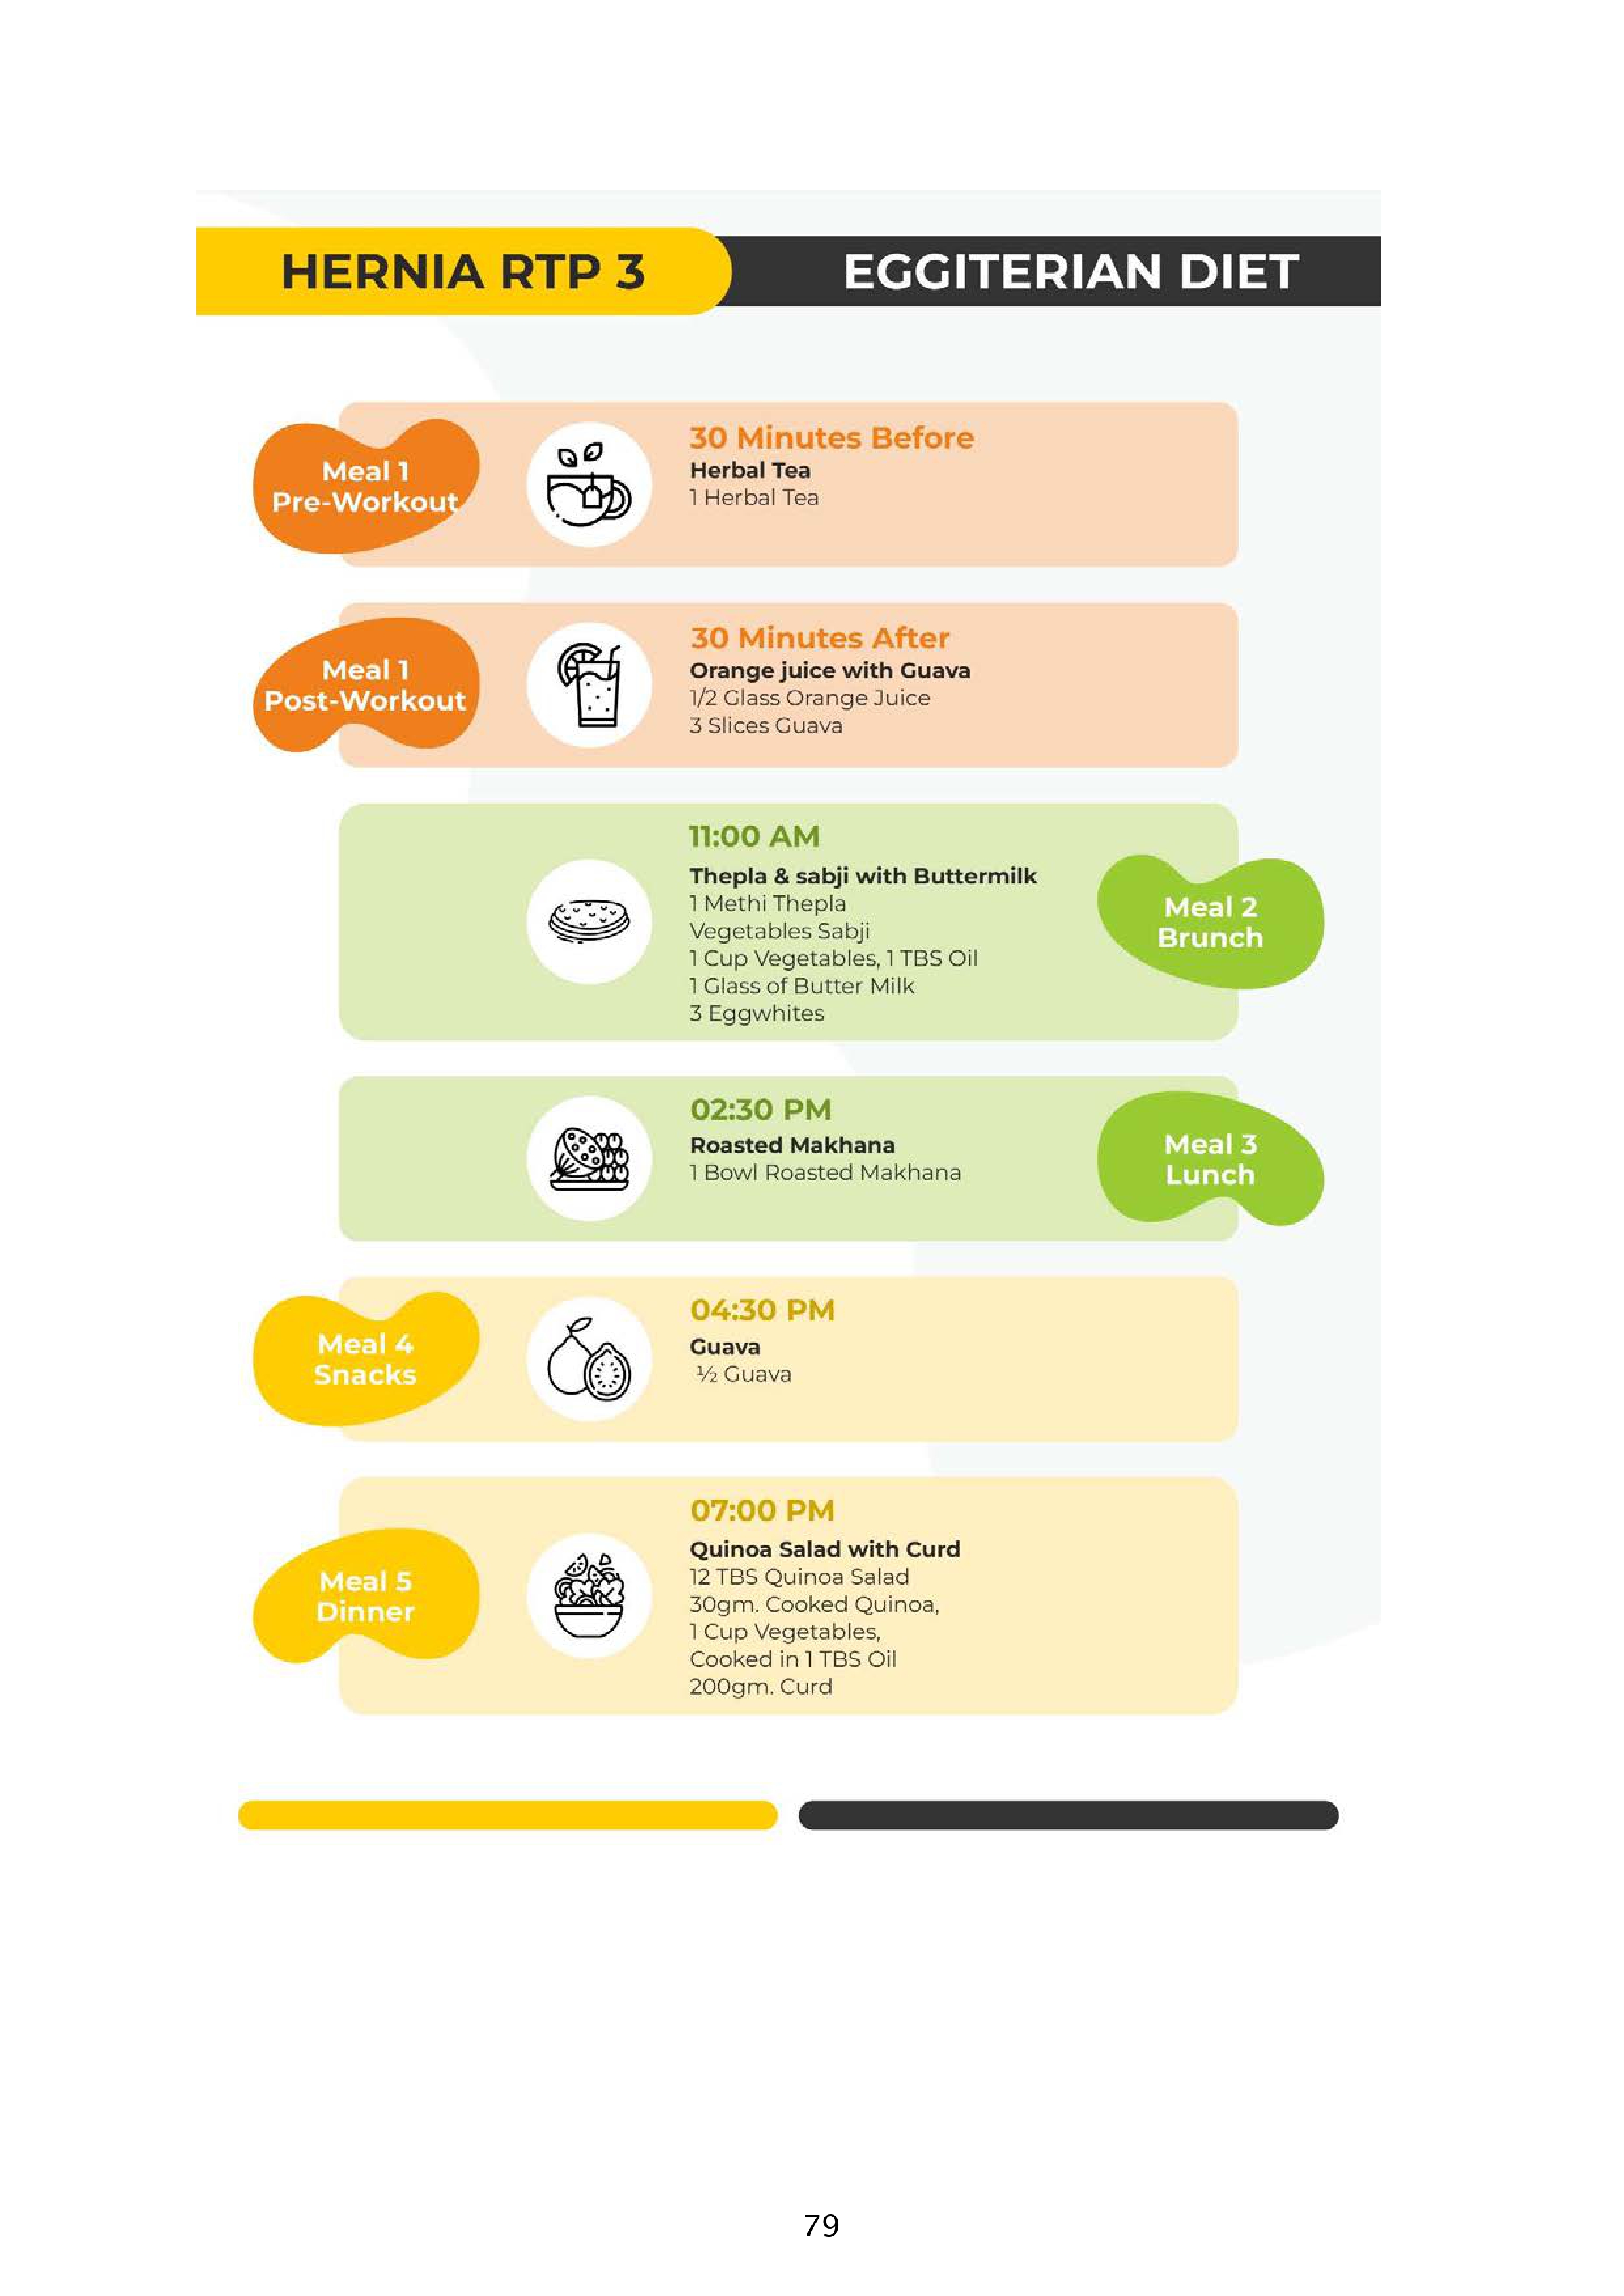 HERNIA RTP 3
EGGITERIAN DIET
Meal 1
Pre-Workout
30 Minutes Before
Herbal Tea
1 Herbal Tea
Meal 1
Post-Workout
30 Minutes After
Orange juice with Guava
1/2 Glass Orange Juice
3 Slices Guava
11:00 AM
Thepla & sabji with Buttermilk
1 Methi Thepla
Vegetables Sabji
1 Cup Vegetables, 1 TBS Oil
1 Glass of Butter Milk
3 Eggwhites
Meal 2
Brunch
02:30 PM
Roasted Makhana
1 Bowl Roasted Makhana
Meal 3
Lunch
Meal 4
Snacks
04:30 PM
Guava
½ Guava
Meal 5
Dinner
07:00 PM
Quinoa Salad with Curd
12 TBS Quinoa Salad
30gm. Cooked Quinoa,
1 Cup Vegetables,
Cooked in 1 TBS Oil
200gm. Curd
79